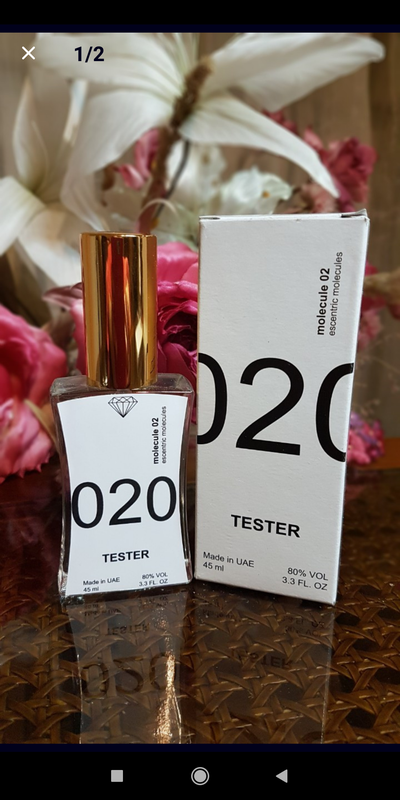 1/2
molecule 02
escentric molecules
020
TESTER
Made in UAE
45 ml
80% VOL
3.3 FL. OZ
molecule 02
escentric molecules
020
TESTER
Made in UAE
45 ml
80% VOL
3.3 FL. OZ